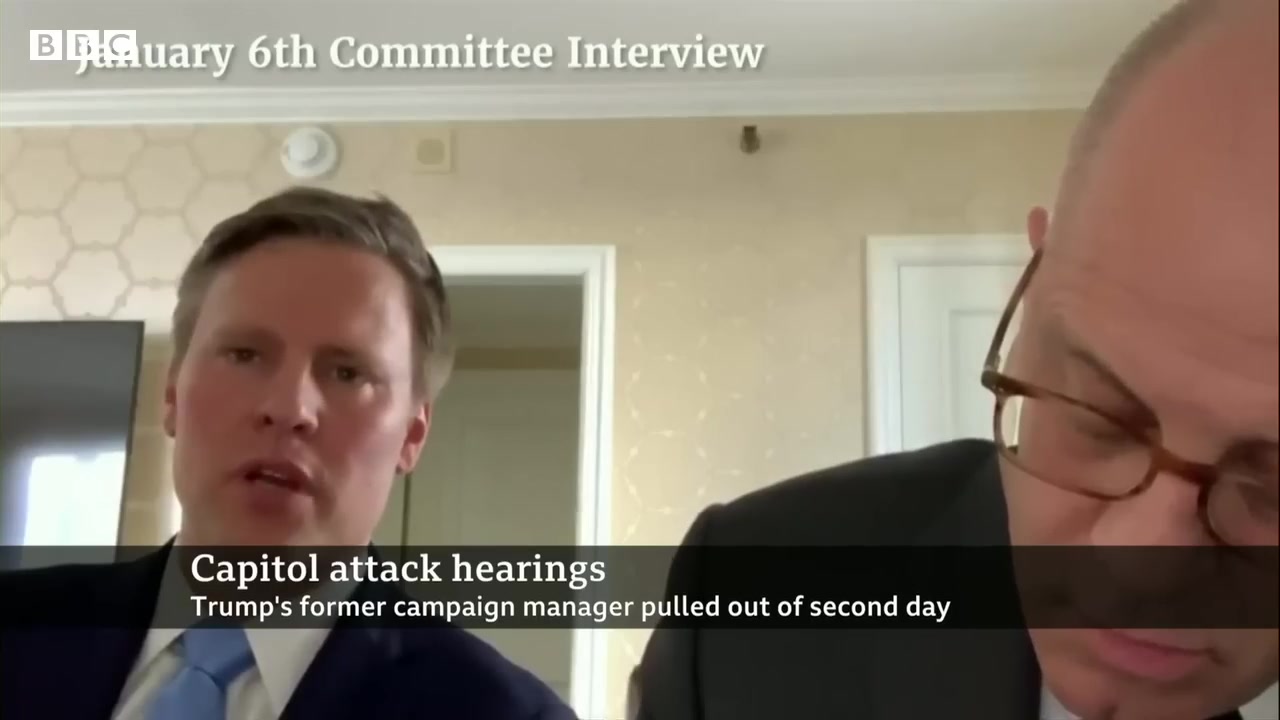 BBC
January 6th Committee Interview
Capitol attack hearings
Trump's former campaign manager pulled out of second day